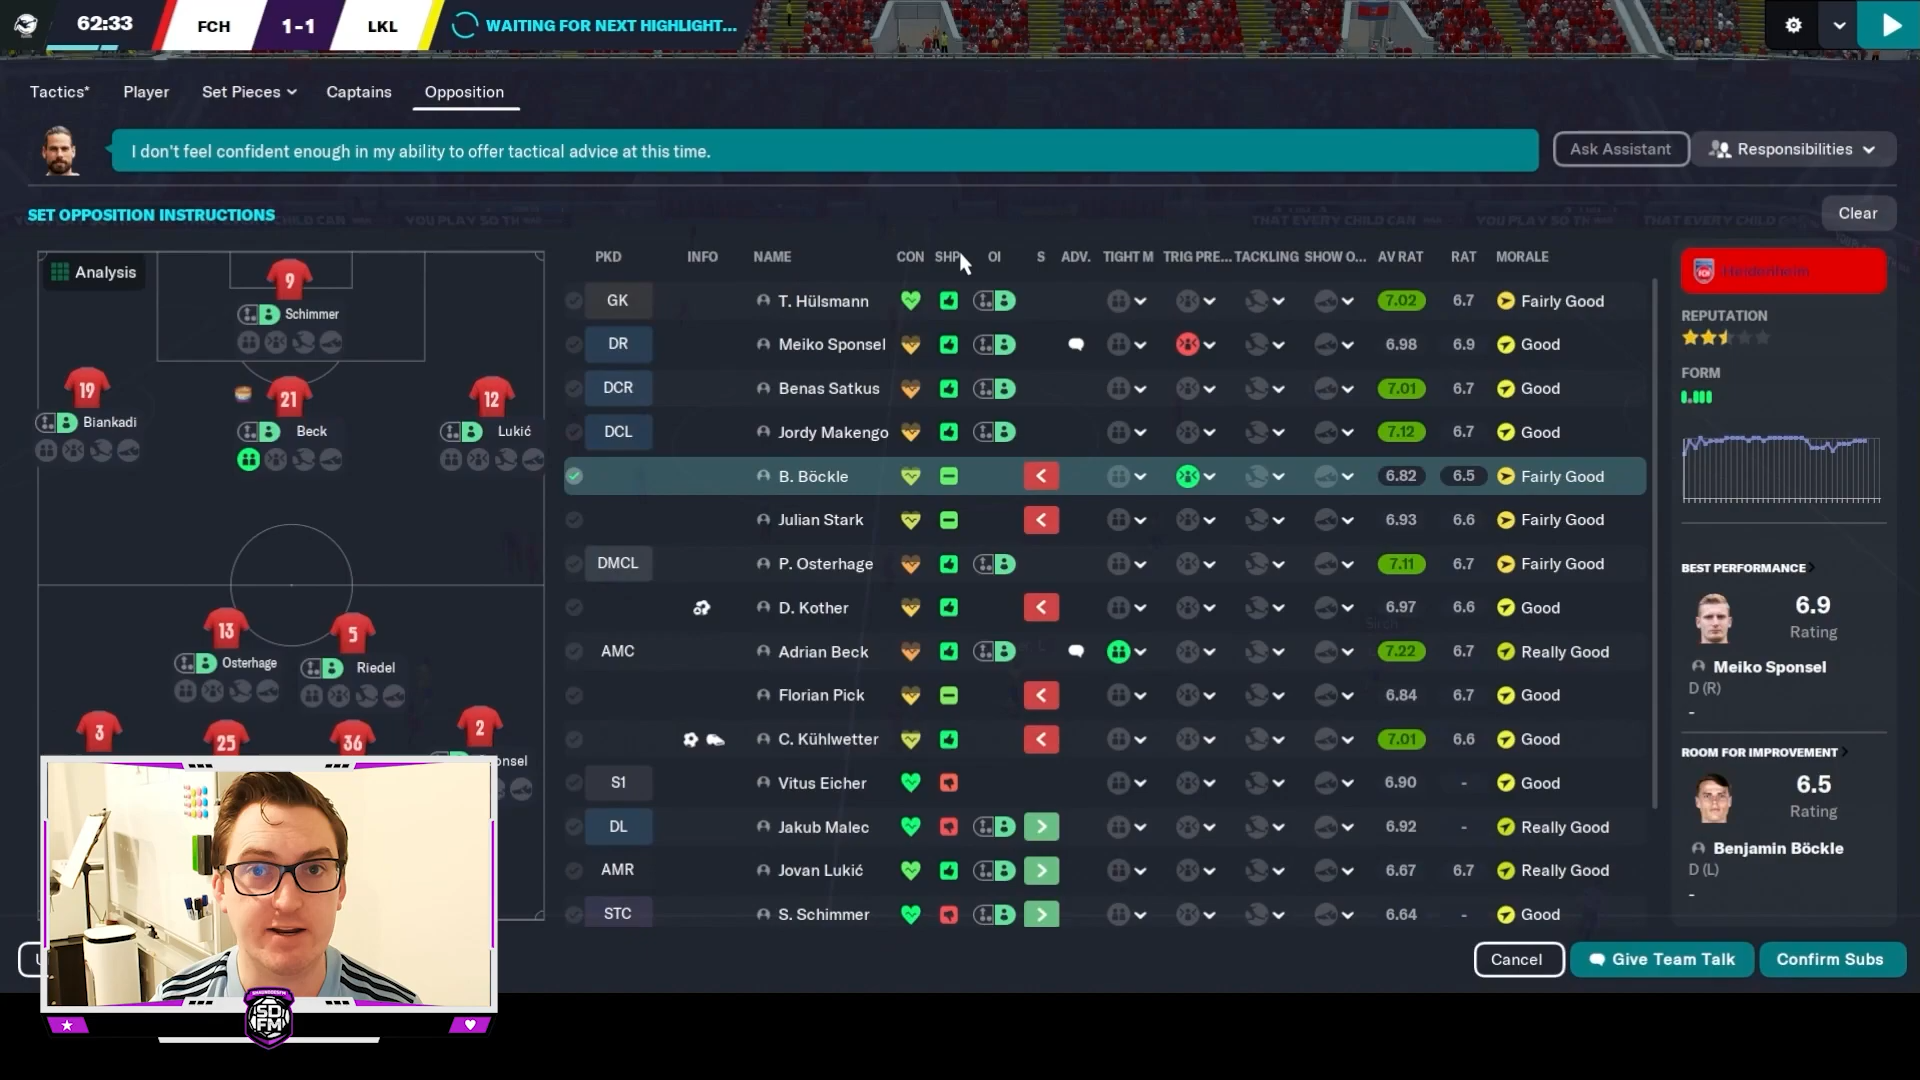 62:33 FCH 1-1 LKL WAITING FOR NEXT HIGHLIGHT...
Tactics* Player Set Pieces Captains Opposition
I don't feel confident enough in my ability to offer tactical advice at this time.
Ask Assistant Responsibilities
SET OPPOSITION INSTRUCTIONS
Clear
Analysis
9
Schimmer
19
Biankadi
21
Beck
12
Lukić
13
Osterhage
5
Riedel
3
25
36
2
PKD INFO NAME CON SHP OI S ADV. TIGHT M TRIG PRE... TACKLING SHOW O... AV RAT RAT MORALE
GK T. Hülsmann 7.02 6.7 Fairly Good
DR Meiko Sponsel 6.98 6.9 Good
DCR Benas Satkus 7.01 6.7 Good
DCL Jordy Makengo 7.12 6.7 Good
B. Böckle 6.82 6.5 Fairly Good
Julian Stark 6.93 6.6 Fairly Good
DMCL P. Osterhage 7.11 6.7 Fairly Good
D. Kother 6.97 6.6 Good
AMC Adrian Beck 7.22 6.7 Really Good
Florian Pick 6.84 6.7 Good
C. Kühlwetter 7.01 6.6 Good
S1 Vitus Eicher 6.90 - Good
DL Jakub Malec 6.92 - Really Good
AMR Jovan Lukić 6.67 6.7 Really Good
STC S. Schimmer 6.64 - Good
Heidenheim
REPUTATION
FORM
BEST PERFORMANCE
6.9
Rating
Meiko Sponsel
D (R)
-
ROOM FOR IMPROVEMENT
6.5
Rating
Benjamin Böckle
D (L)
-
Cancel Give Team Talk Confirm Subs
SD
FM